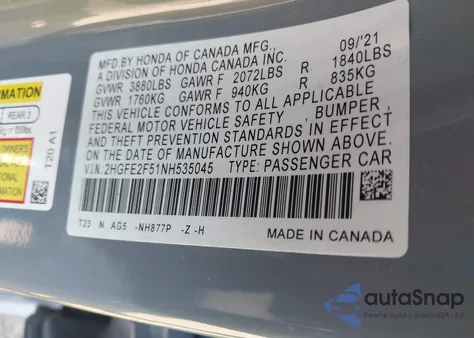 MFD. BY HONDA OF CANADA MFG., 09/21
A DIVISION OF HONDA CANADA INC.
GVWR 3880LBS GAWR F 2072LBS R 1840LBS
GVWR 1760KG GAWR F 940KG R 835KG
THIS VEHICLE CONFORMS TO ALL APPLICABLE
FEDERAL MOTOR VEHICLE SAFETY , BUMPER,
AND THEFT PREVENTION STANDARDS IN EFFECT
ON THE DATE OF MANUFACTURE SHOWN ABOVE.
V.I.N. 2HGFE2F51NH535045 TYPE: PASSENGER CAR
T23 N AG5 -NH877P -Z -H
MADE IN CANADA
REAR 3
OWNER'S
T20 A1
autoSnap